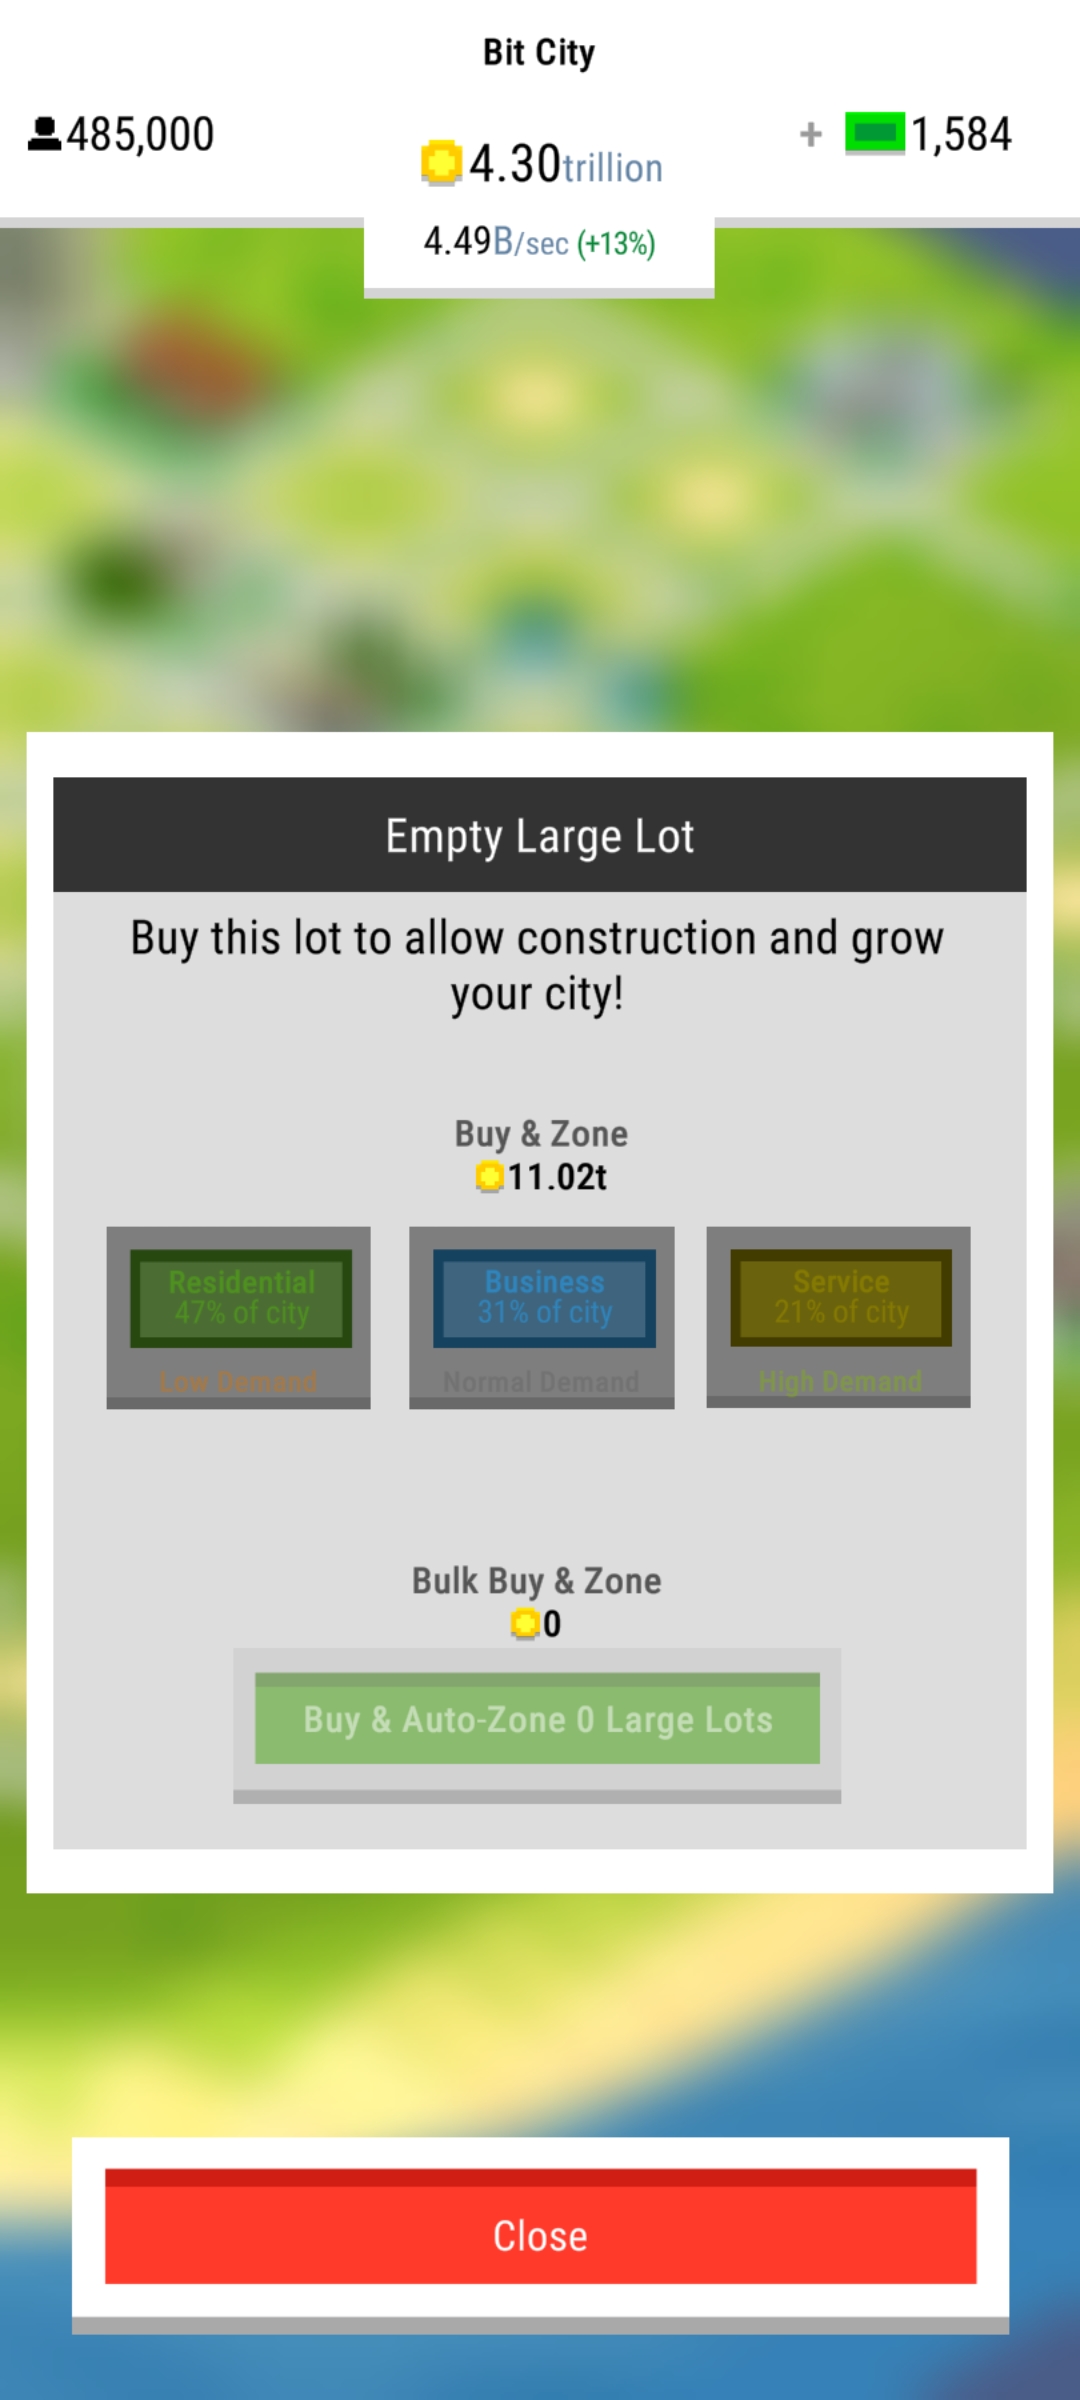 Bit City
485,000
4.30trillion
+ 1,584
4.49B/sec (+13%)
Empty Large Lot
Buy this lot to allow construction and grow
your city!
Buy & Zone
11.02t
Residential
47% of city
Low Demand
Business
31% of city
Normal Demand
Service
21% of city
High Demand
Bulk Buy & Zone
0
Buy & Auto-Zone 0 Large Lots
Close